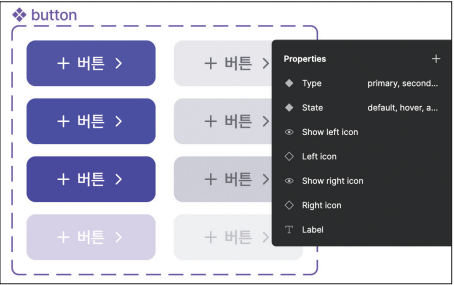 button
+ 버튼 >
+ 버튼 >
+ 버튼 >
+ 버튼 >
+ 버튼 >
+ 버튼 >
+ 버튼 >
+ 버튼 >
Properties +
Type primary, second...
State default, hover, a...
Show left icon
Left icon
Show right icon
Right icon
T Label